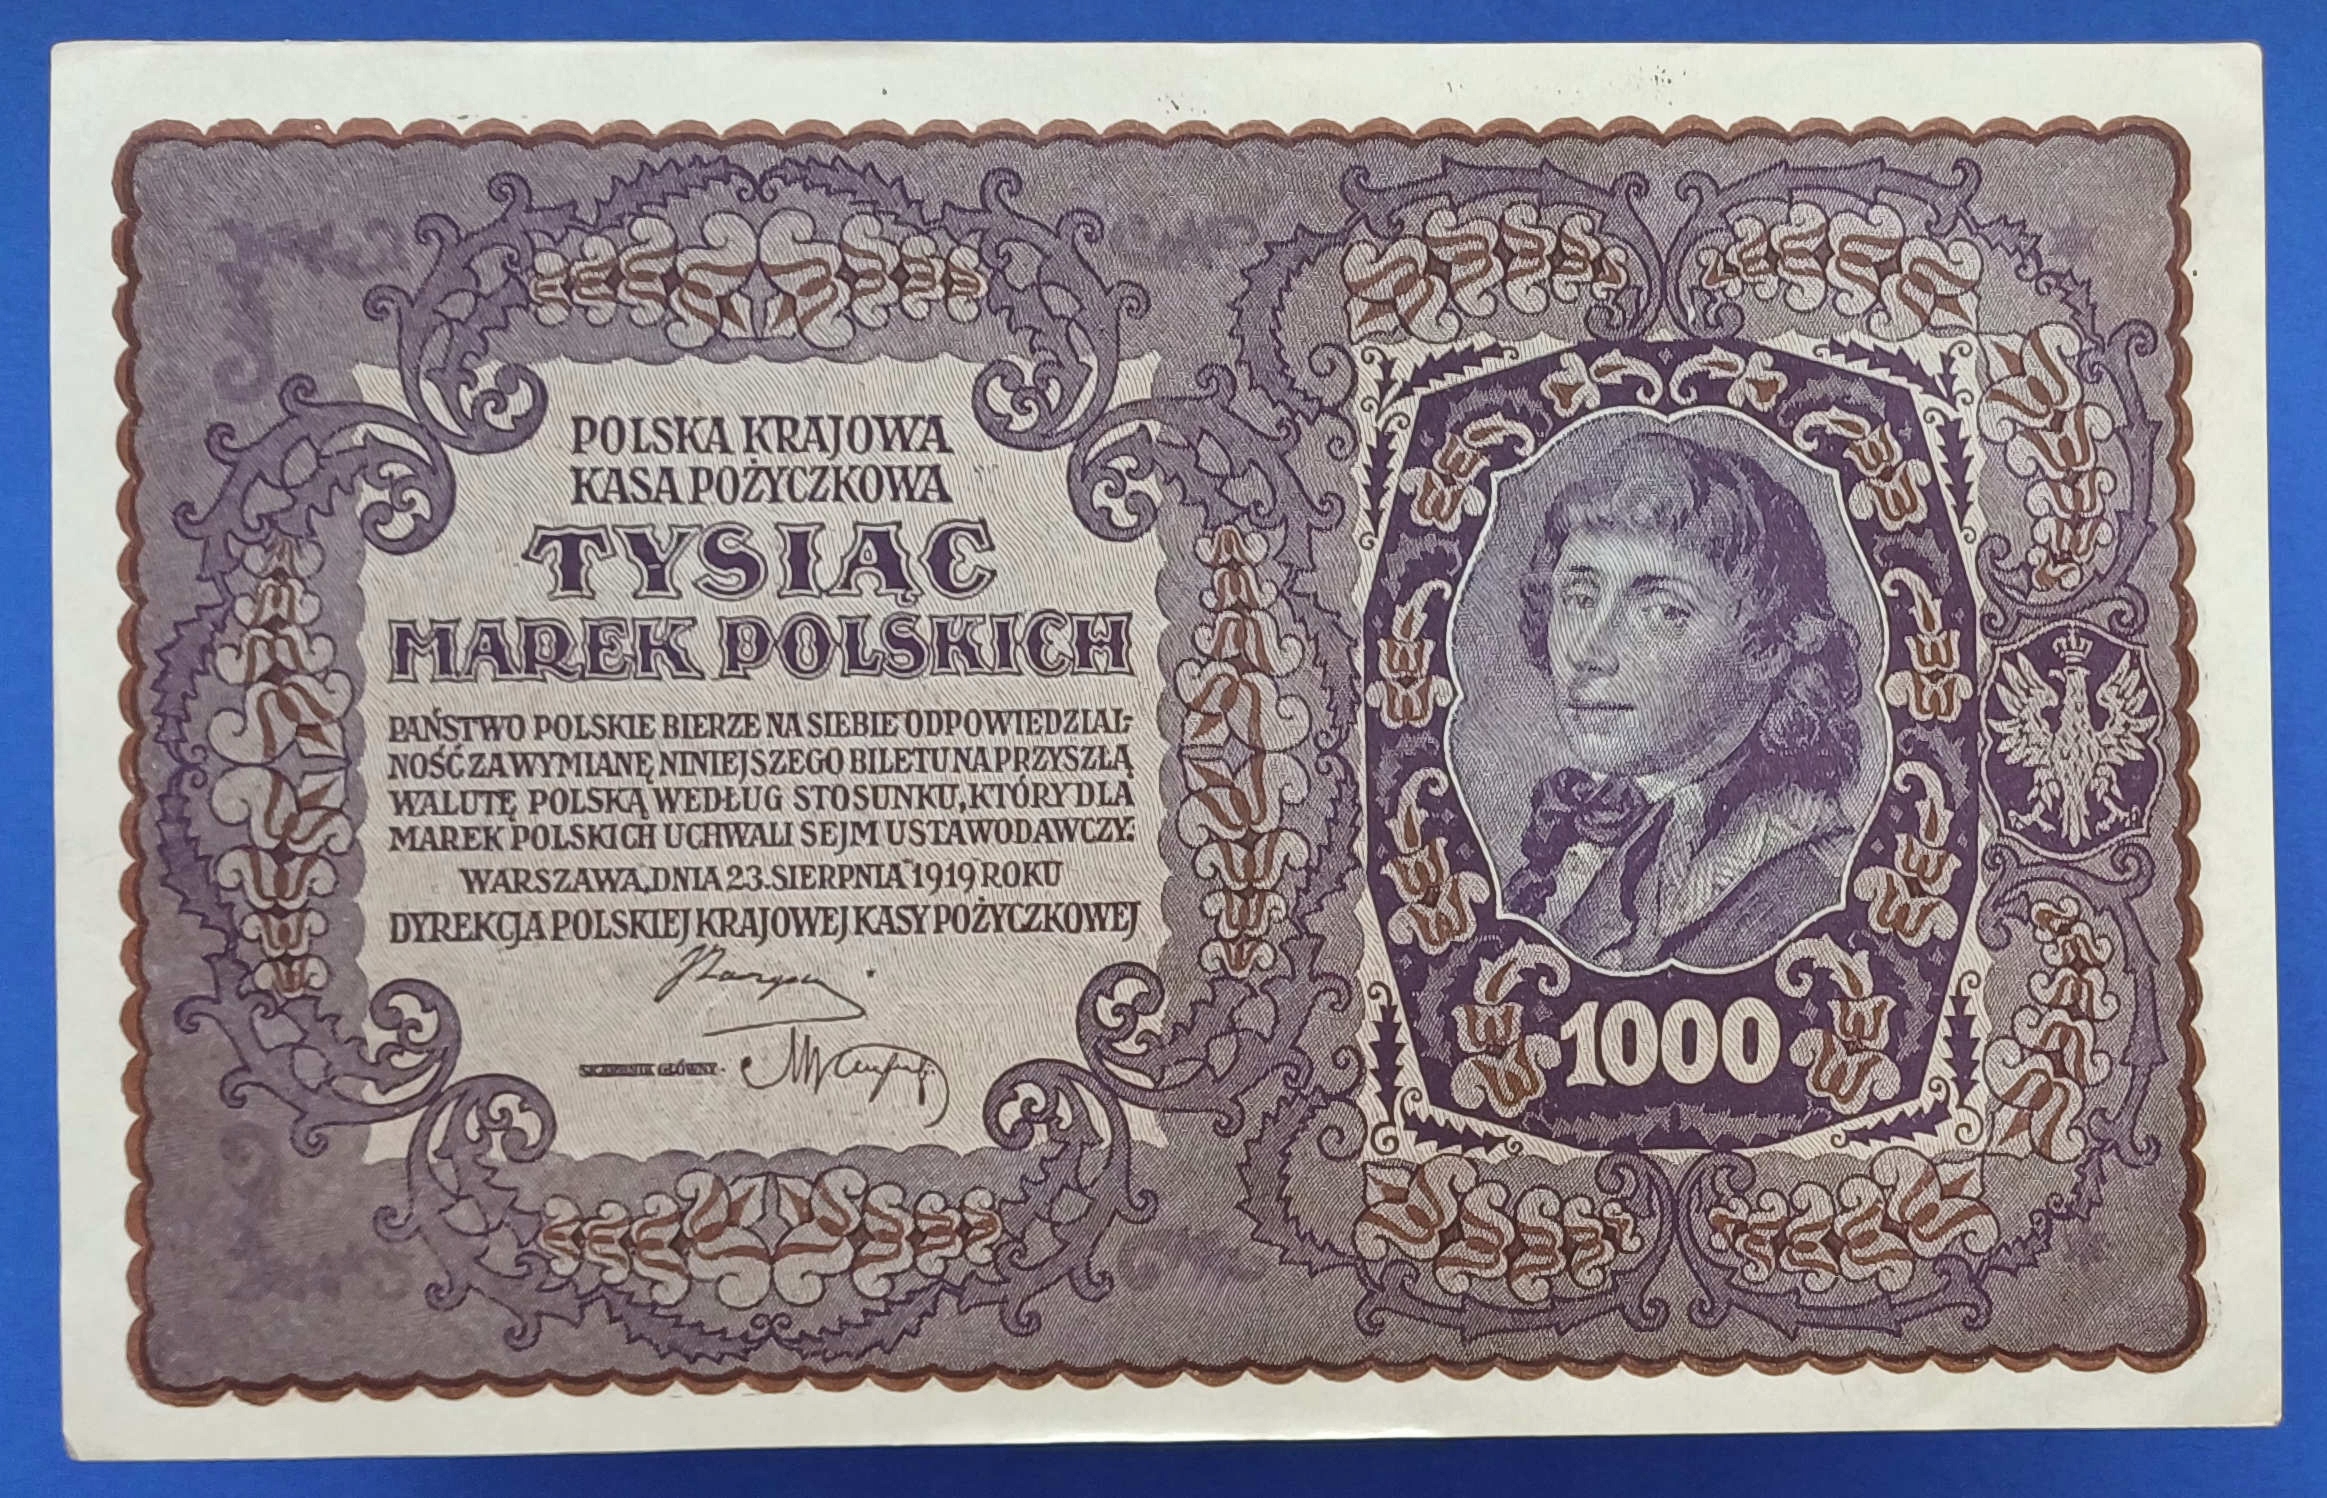 POLSKA KRAJOWA
KASA POŻYCZKOWA
TYSIĄC
MAREK POLSKICH
PAŃSTWO POLSKIE BIERZE NA SIEBIE ODPOWIEDZIAL-
NOŚĆ ZA WYMIANĘ NINIEJSZEGO BILETU NA PRZYSZŁĄ
WALUTĘ POLSKĄ WEDŁUG STOSUNKU, KTÓRY DLA
MAREK POLSKICH UCHWALI SEJM USTAWODAWCZY.
WARSZAWA, DNIA 23. SIERPNIA 1919 ROKU
DYREKCJA POLSKIEJ KRAJOWEJ KASY POŻYCZKOWEJ
SKARBNIK GŁÓWNY -
1000